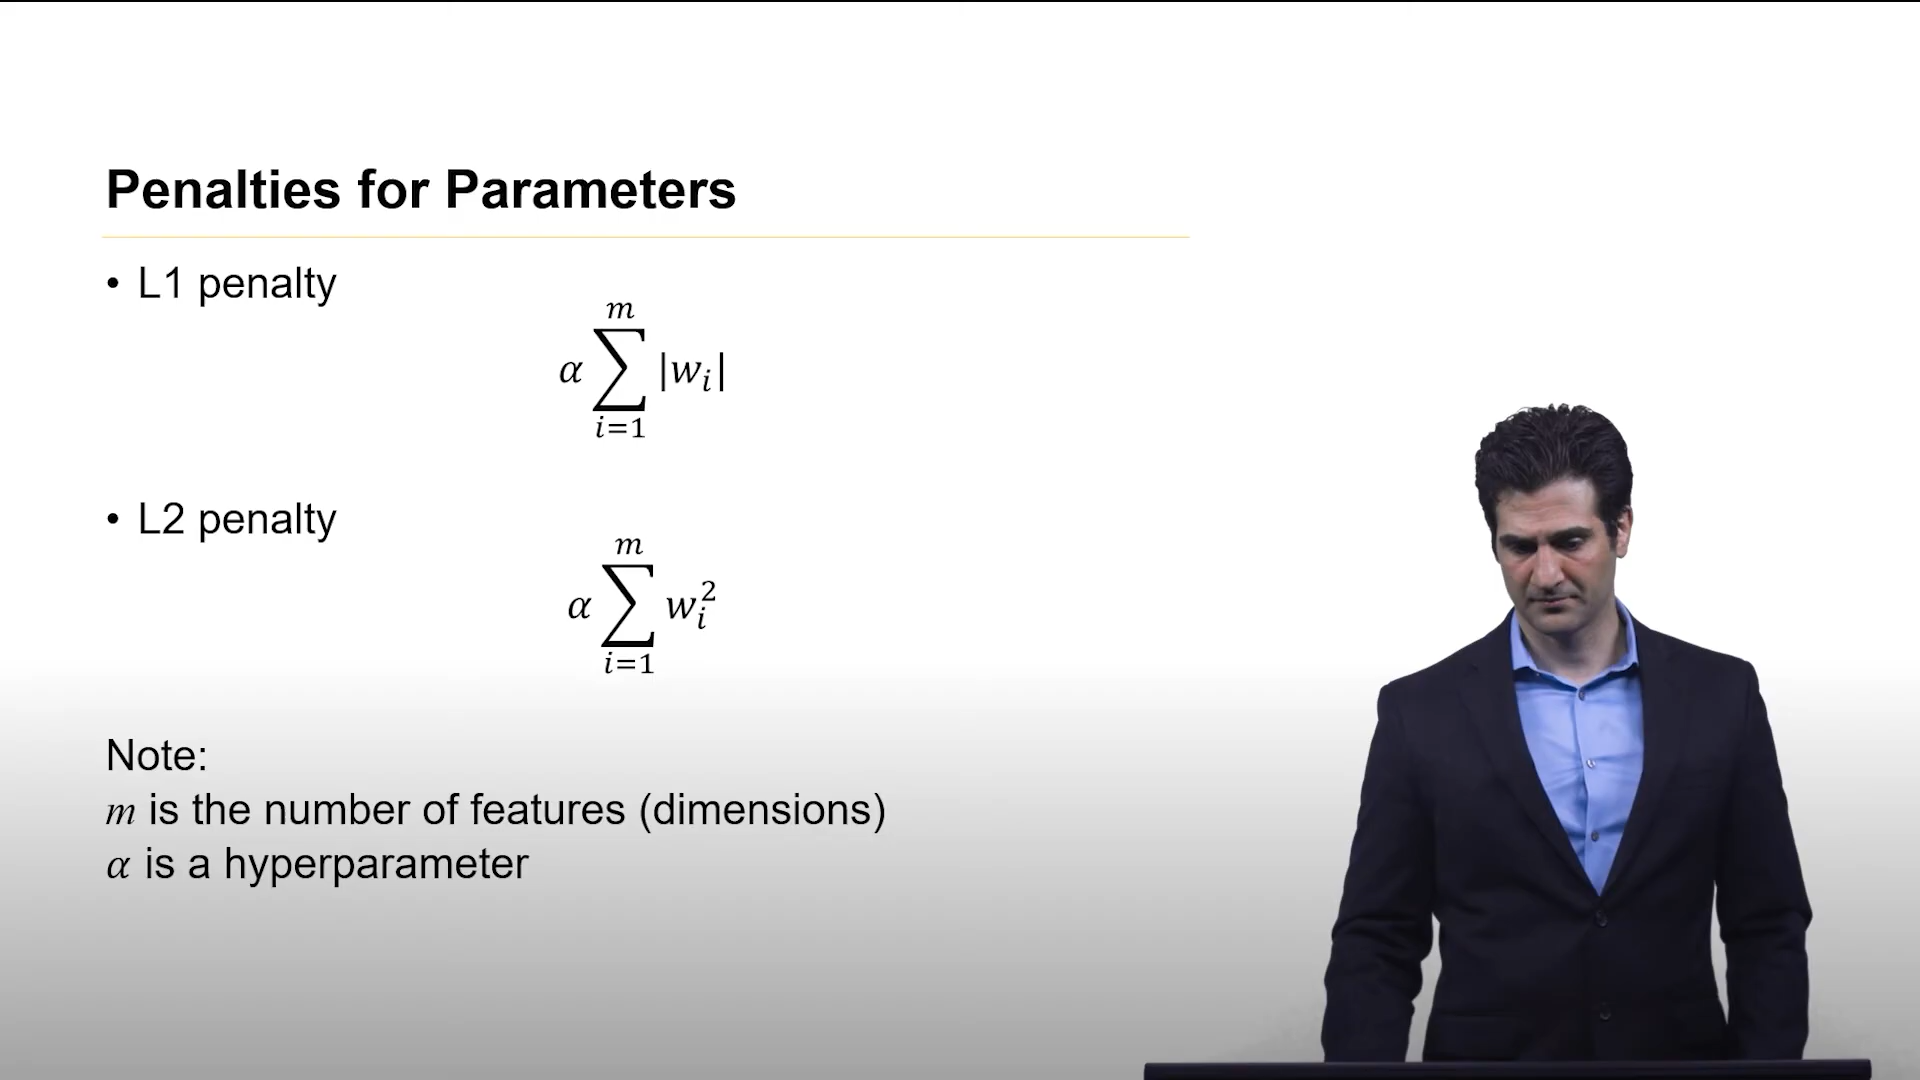 Penalties for Parameters
• L1 penalty
m
α ∑ |wᵢ|
i=1
• L2 penalty
m
α ∑ wᵢ²
i=1
Note:
m is the number of features (dimensions)
α is a hyperparameter